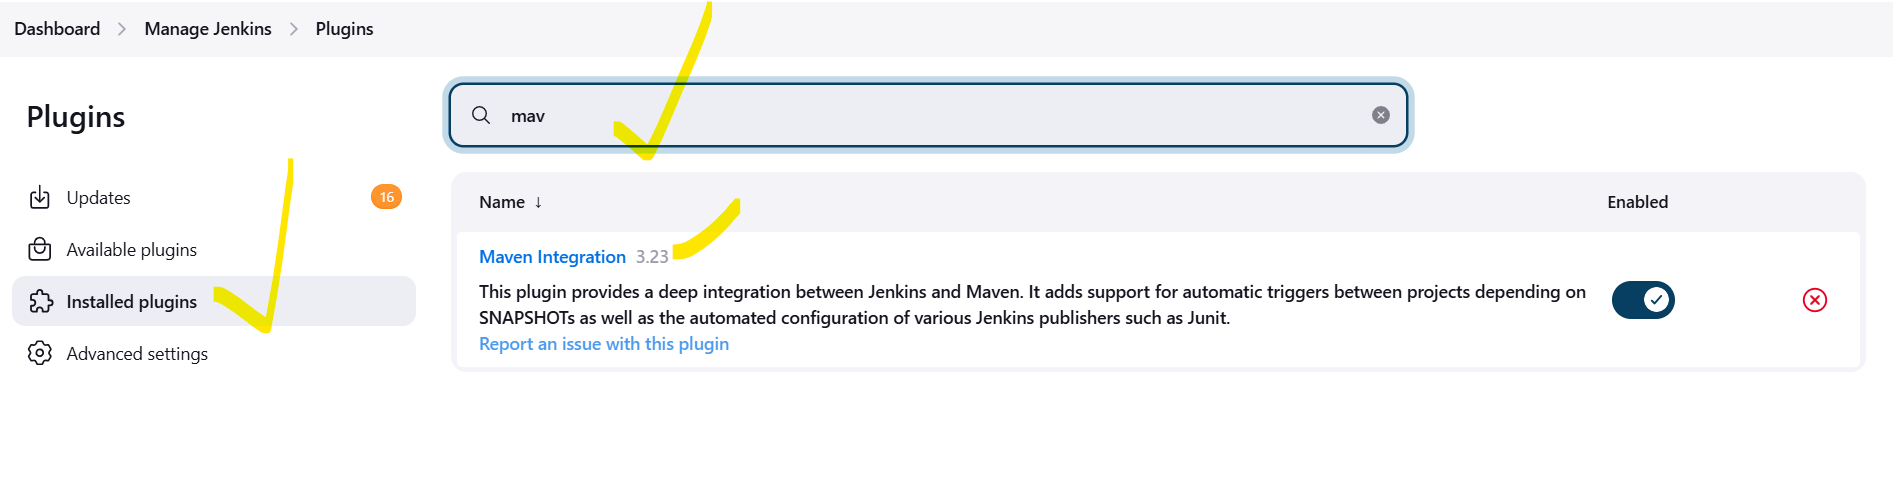 Dashboard > Manage Jenkins > Plugins
Plugins
Updates 16
Available plugins
Installed plugins
Advanced settings
mav
Name ↓ Enabled
Maven Integration 3.23
This plugin provides a deep integration between Jenkins and Maven. It adds support for automatic triggers between projects depending on
SNAPSHOTs as well as the automated configuration of various Jenkins publishers such as Junit.
Report an issue with this plugin